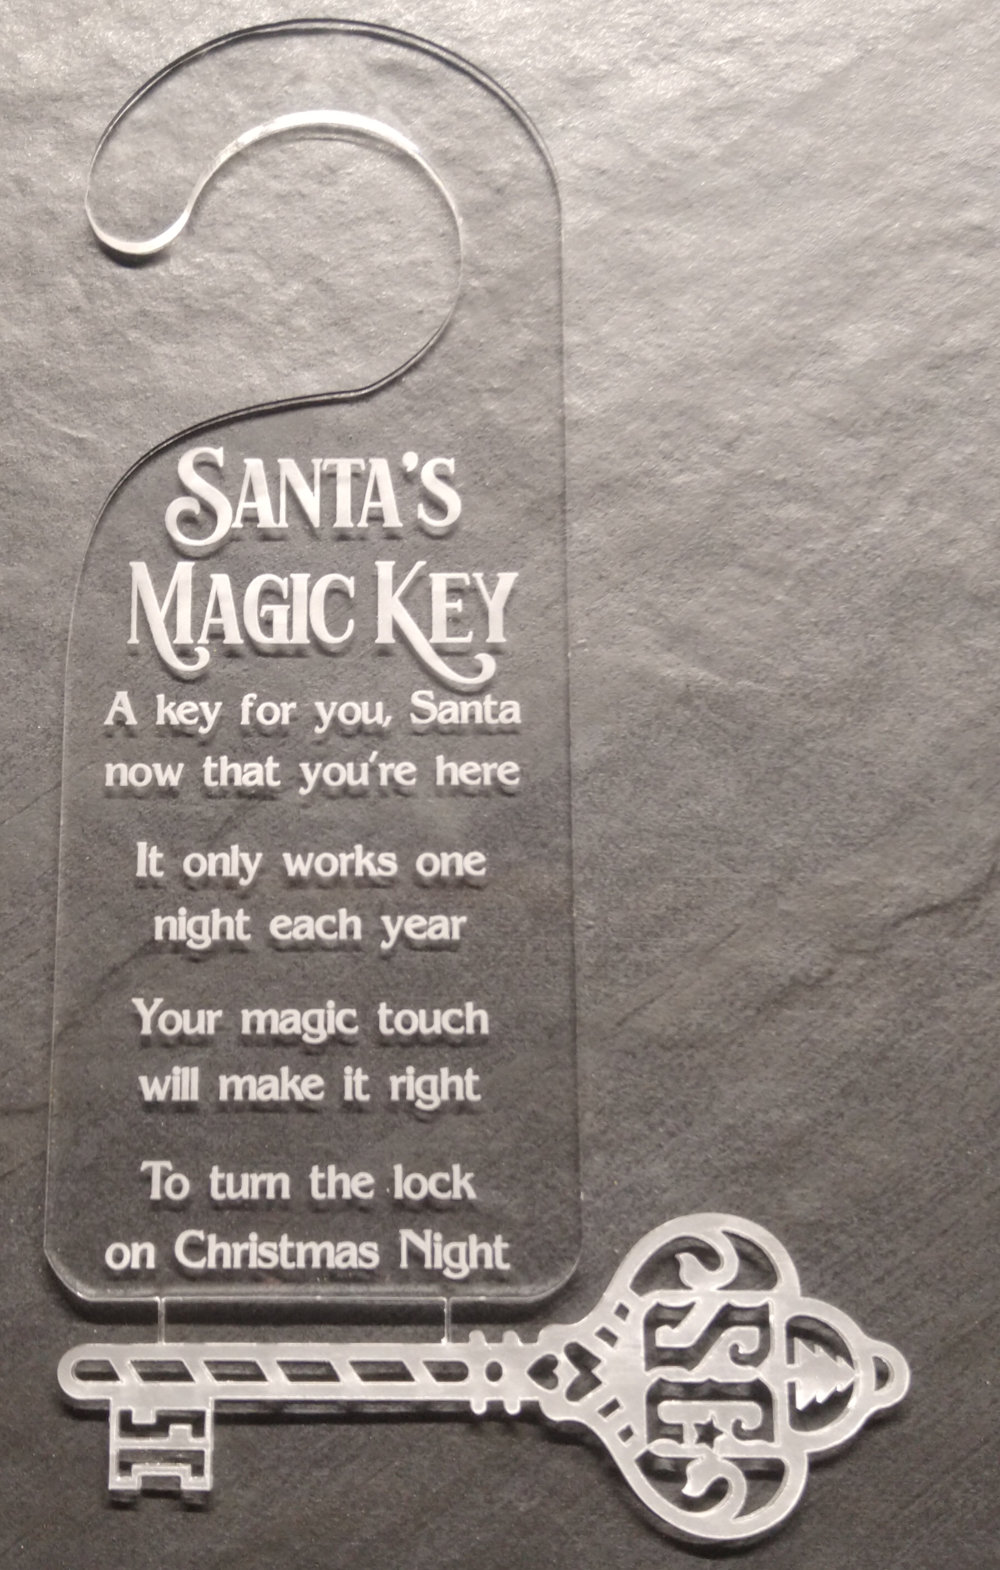 SANTA'S
MAGIC KEY
A key for you, Santa
now that you're here
It only works one
night each year
Your magic touch
will make it right
To turn the lock
on Christmas Night